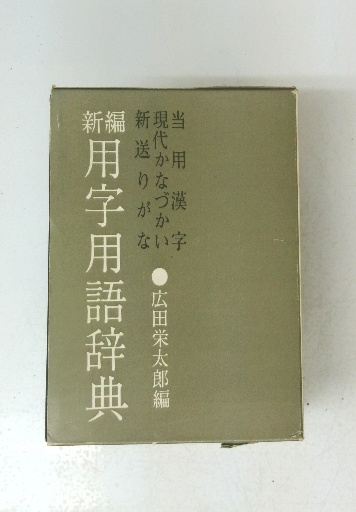 当用漢字
現代かなづかい
新送りがな
●広田栄太郎編
新編
用字用語辞典